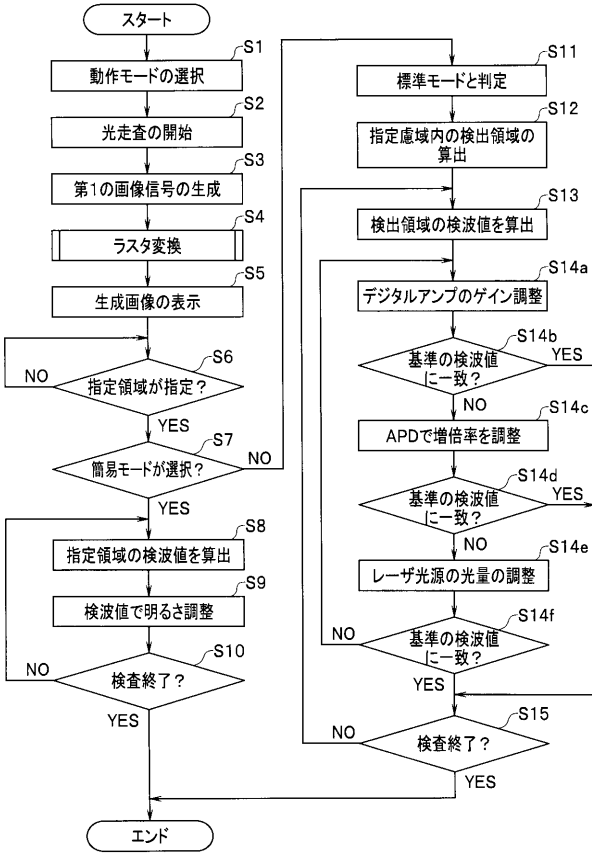 スタート
S1
動作モードの選択
S2
光走査の開始
S3
第1の画像信号の生成
S4
ラスタ変換
S5
生成画像の表示
S6
指定領域が指定?
NO
YES
S7
簡易モードが選択?
NO
YES
S8
指定領域の検波値を算出
S9
検波値で明るさ調整
S10
検査終了?
NO
YES
エンド
S11
標準モードと判定
S12
指定慮域内の検出領域の
算出
S13
検出領域の検波値を算出
S14a
デジタルアンプのゲイン調整
S14b
基準の検波値
に一致?
YES
NO
S14c
APDで増倍率を調整
S14d
基準の検波値
に一致?
YES
NO
S14e
レーザ光源の光量の調整
S14f
基準の検波値
に一致?
NO
YES
S15
検査終了?
NO
YES